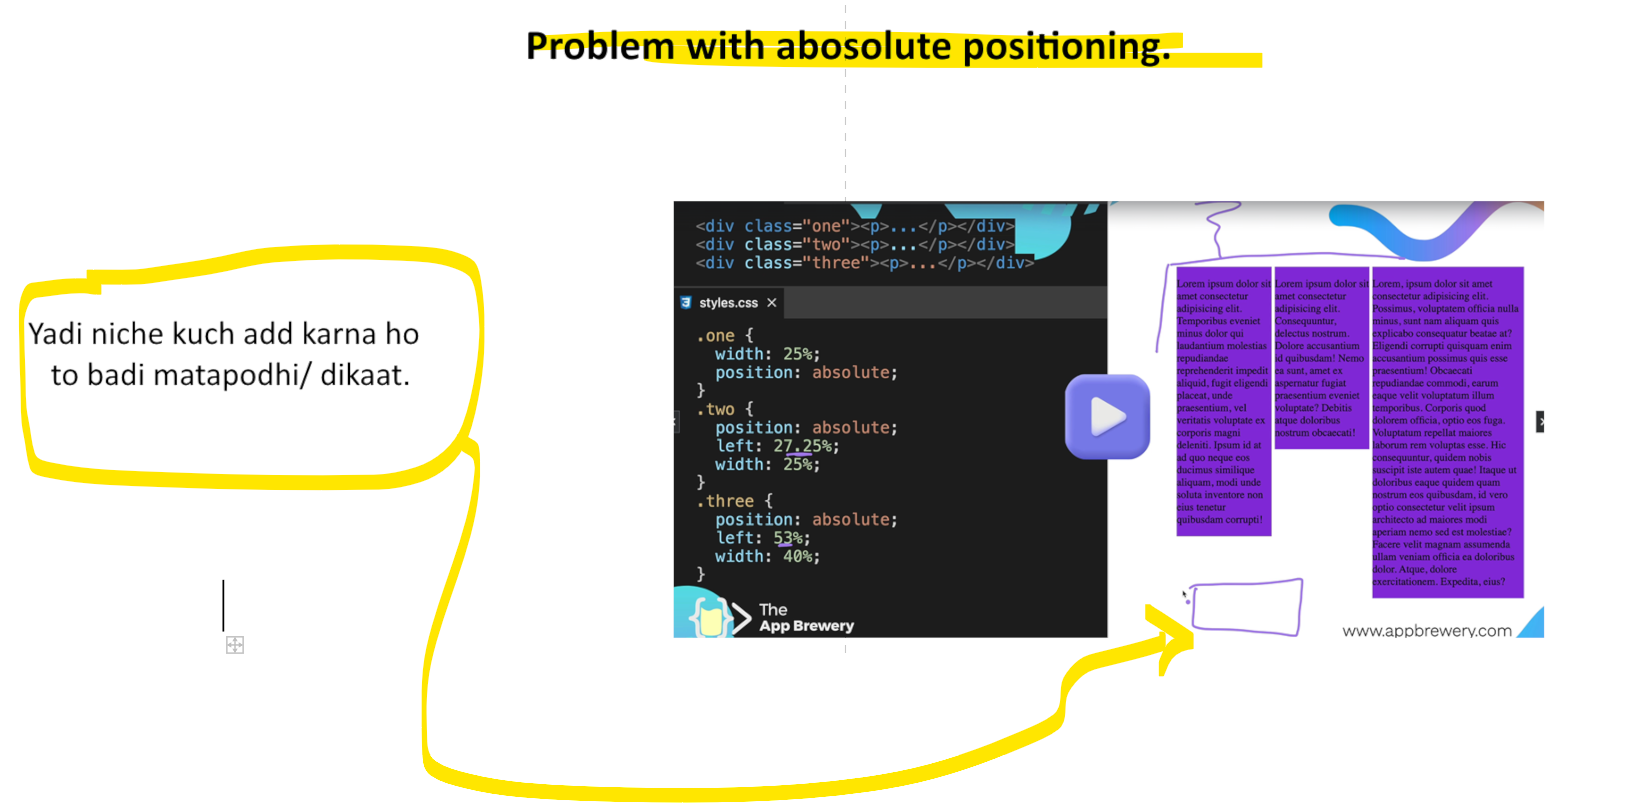 Problem with abosolute positioning.
Yadi niche kuch add karna ho
to badi matapodhi/ dikaat.
<div class="one"><p>...</p></div>
<div class="two"><p>...</p></div>
<div class="three"><p>...</p></div>
styles.css ×
.one {
width: 25%;
position: absolute;
}
.two {
position: absolute;
left: 27.25%;
width: 25%;
}
.three {
position: absolute;
left: 53%;
width: 40%;
}
The
App Brewery
Lorem ipsum dolor sit
amet consectetur
adipisicing elit.
Temporibus eveniet
minus dolor qui
laudantium molestias
repudiandae
reprehenderit impedit
aliquid, fugit eligendi
placeat, unde
praesentium, vel
veritatis voluptate ex
corporis magni
deleniti. Ipsum id at
ad quo neque eos
ducimus similique
aliquam, modi unde
soluta inventore non
eius tenetur
quibusdam corrupti!
Lorem ipsum dolor sit
amet consectetur
adipisicing elit.
Consequuntur,
delectus nostrum.
Dolore accusantium
id quibusdam! Nemo
ea sunt, amet ex
aspernatur fugiat
praesentium eveniet
voluptate? Debitis
atque doloribus
nostrum obcaecati!
Lorem, ipsum dolor sit amet
consectetur adipisicing elit.
Possimus, voluptatem officia nulla
minus, sunt nam aliquam quis
explicabo consequatur beatae at?
Eligendi corrupti quisquam enim
accusantium possimus quis esse
praesentium! Obcaecati
repudiandae commodi, earum
eaque velit voluptatum illum
temporibus. Corporis quod
dolorem officia, optio eos fuga.
Voluptatum repellat maiores
laborum rem voluptas esse. Hic
consequuntur, quidem nobis
suscipit iste autem quae! Itaque ut
doloribus eaque quidem quam
nostrum eos quibusdam, id vero
optio consectetur velit ipsum
architecto ad maiores modi
aperiam nemo sed est molestiae?
Facere velit magnam assumenda
ullam veniam officia ea doloribus
dolor. Atque, dolore
exercitationem. Expedita, eius?
www.appbrewery.com